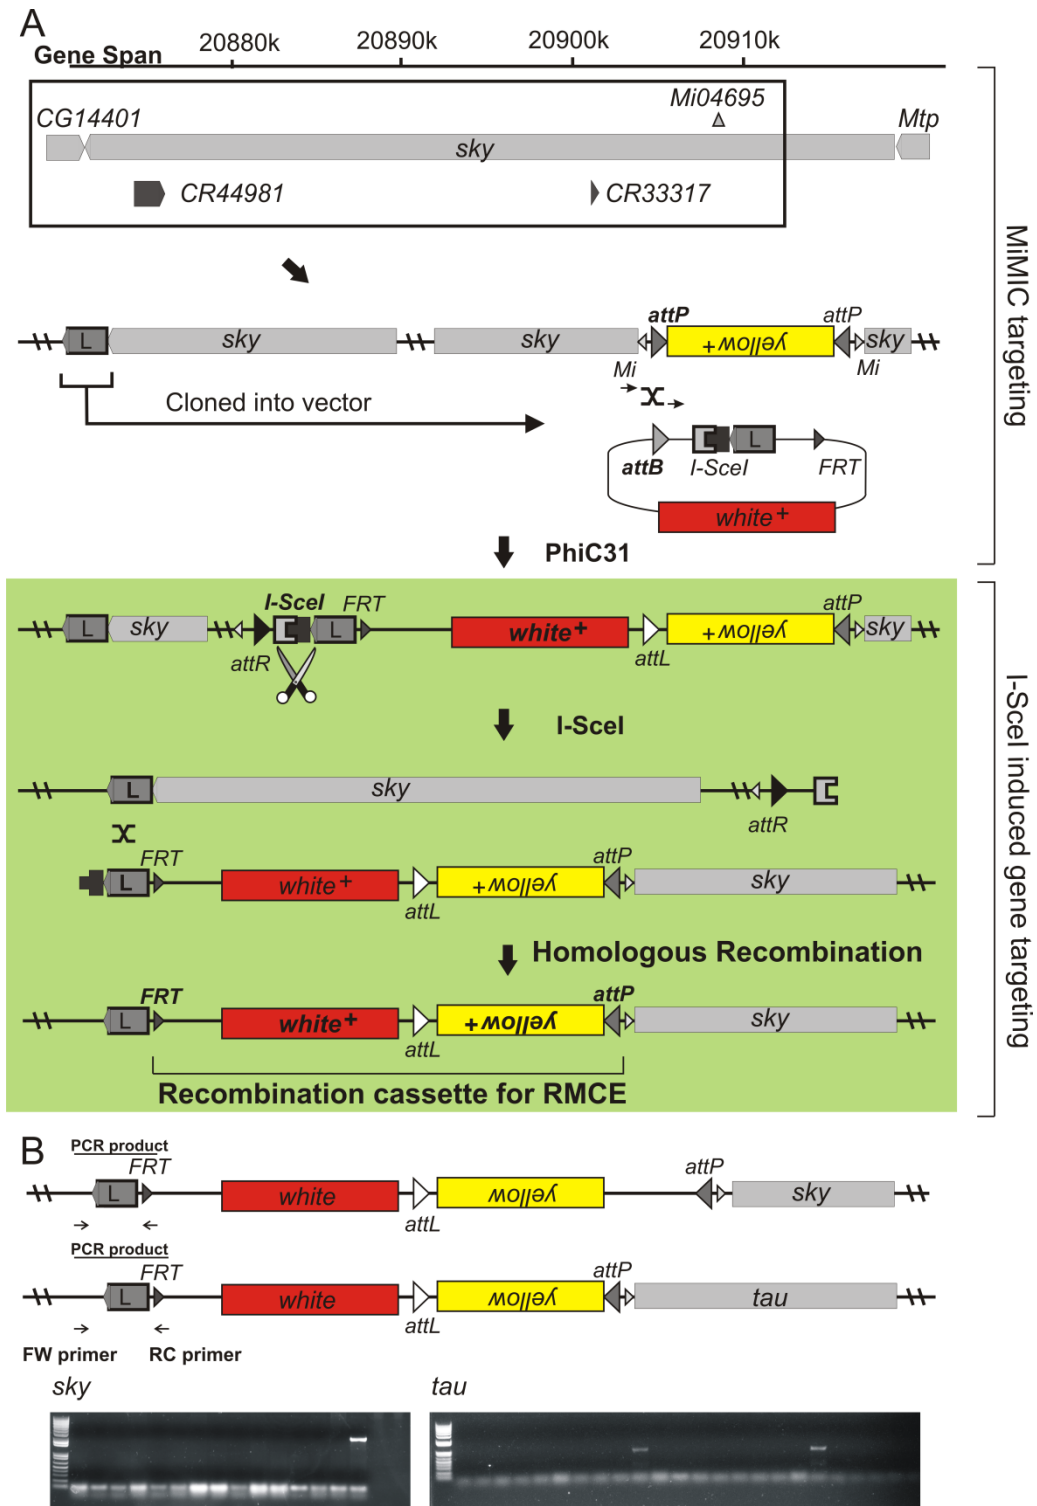 A
Gene Span 20880k 20890k 20900k 20910k
Mi04695
CG14401 Mtp
sky
CR44981 CR33317
MiMIC targeting
attP attP
L sky sky yellow+ sky
Mi Mi
Cloned into vector
L
attB I-SceI FRT
white+
PhiC31
I-SceI FRT attP
L sky L white+ yellow+ sky
attR attL
I-SceI
I-SceI induced gene targeting
L sky
attR
FRT attP
L white+ yellow+ sky
attL
Homologous Recombination
FRT attP
L white+ yellow+ sky
attL
Recombination cassette for RMCE
B
PCR product
FRT attP
L white yellow sky
attL
PCR product
FRT attP
L white yellow tau
attL
FW primer RC primer
sky tau